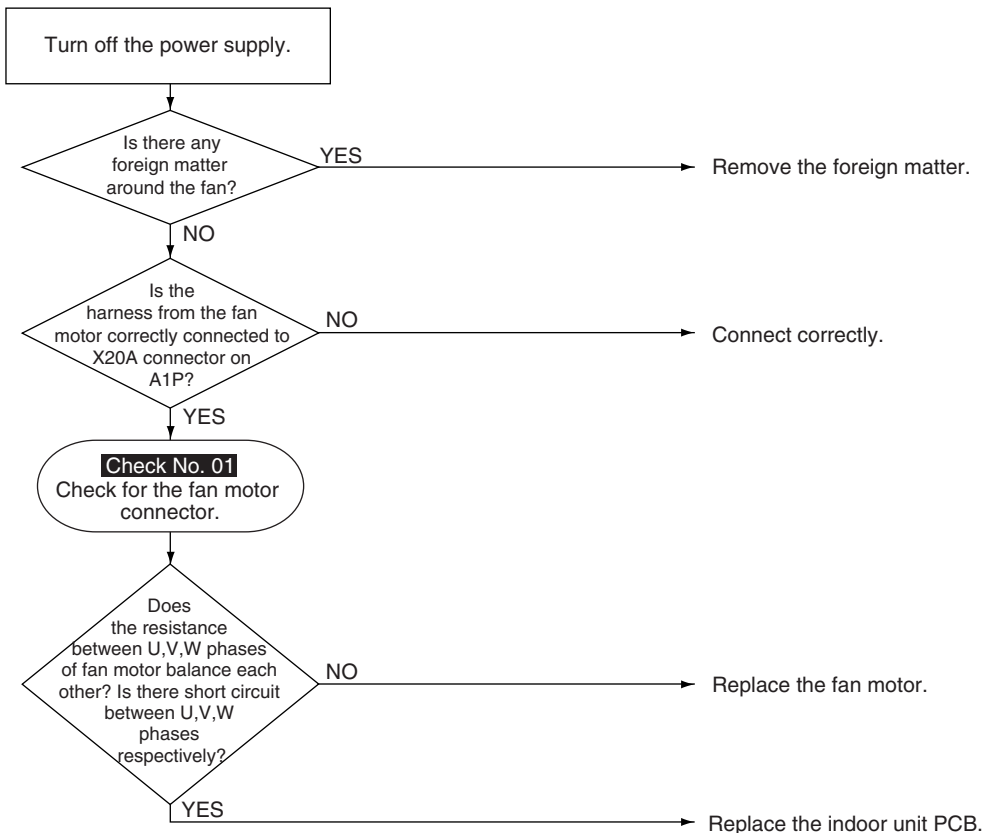 Turn off the power supply.
Is there any
foreign matter
around the fan?
YES
Remove the foreign matter.
NO
Is the
harness from the fan
motor correctly connected to
X20A connector on
A1P?
NO
Connect correctly.
YES
Check No. 01
Check for the fan motor
connector.
Does
the resistance
between U,V,W phases
of fan motor balance each
other? Is there short circuit
between U,V,W
phases
respectively?
NO
Replace the fan motor.
YES
Replace the indoor unit PCB.